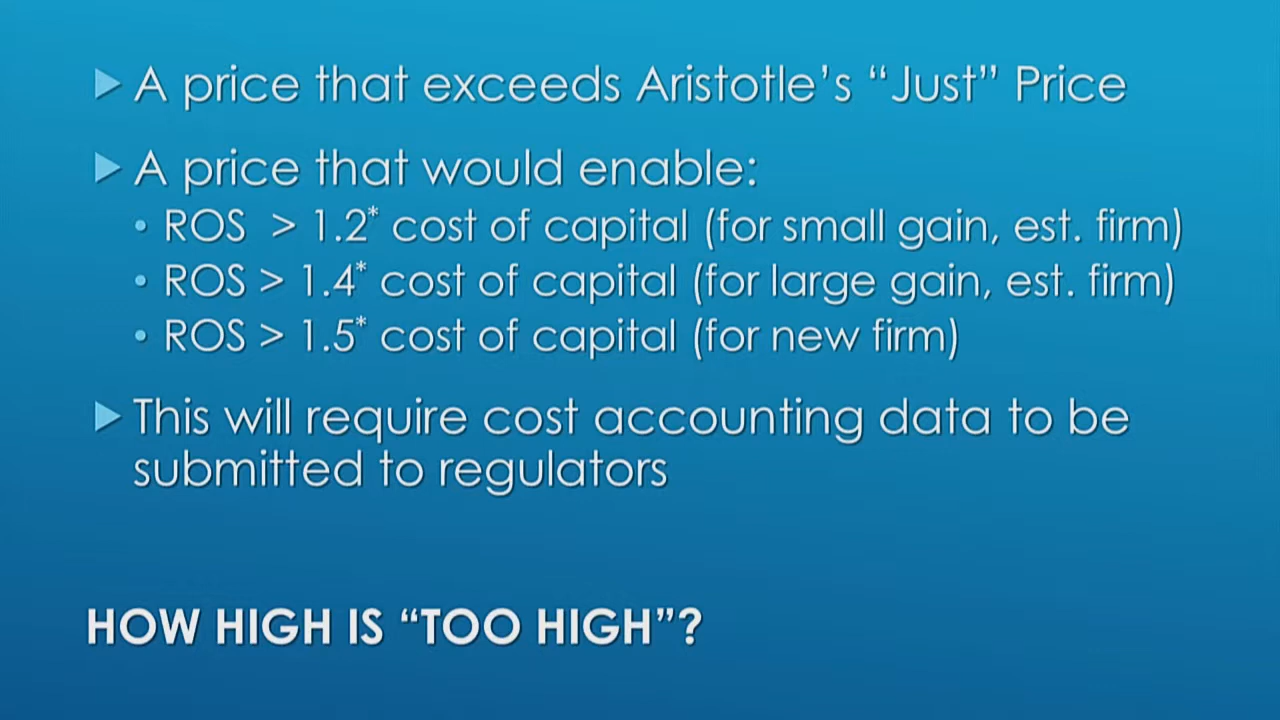 A price that exceeds Aristotle's “Just” Price
A price that would enable:
ROS > 1.2* cost of capital (for small gain, est. firm)
ROS > 1.4* cost of capital (for large gain, est. firm)
ROS > 1.5* cost of capital (for new firm)
This will require cost accounting data to be
submitted to regulators
HOW HIGH IS “TOO HIGH”?